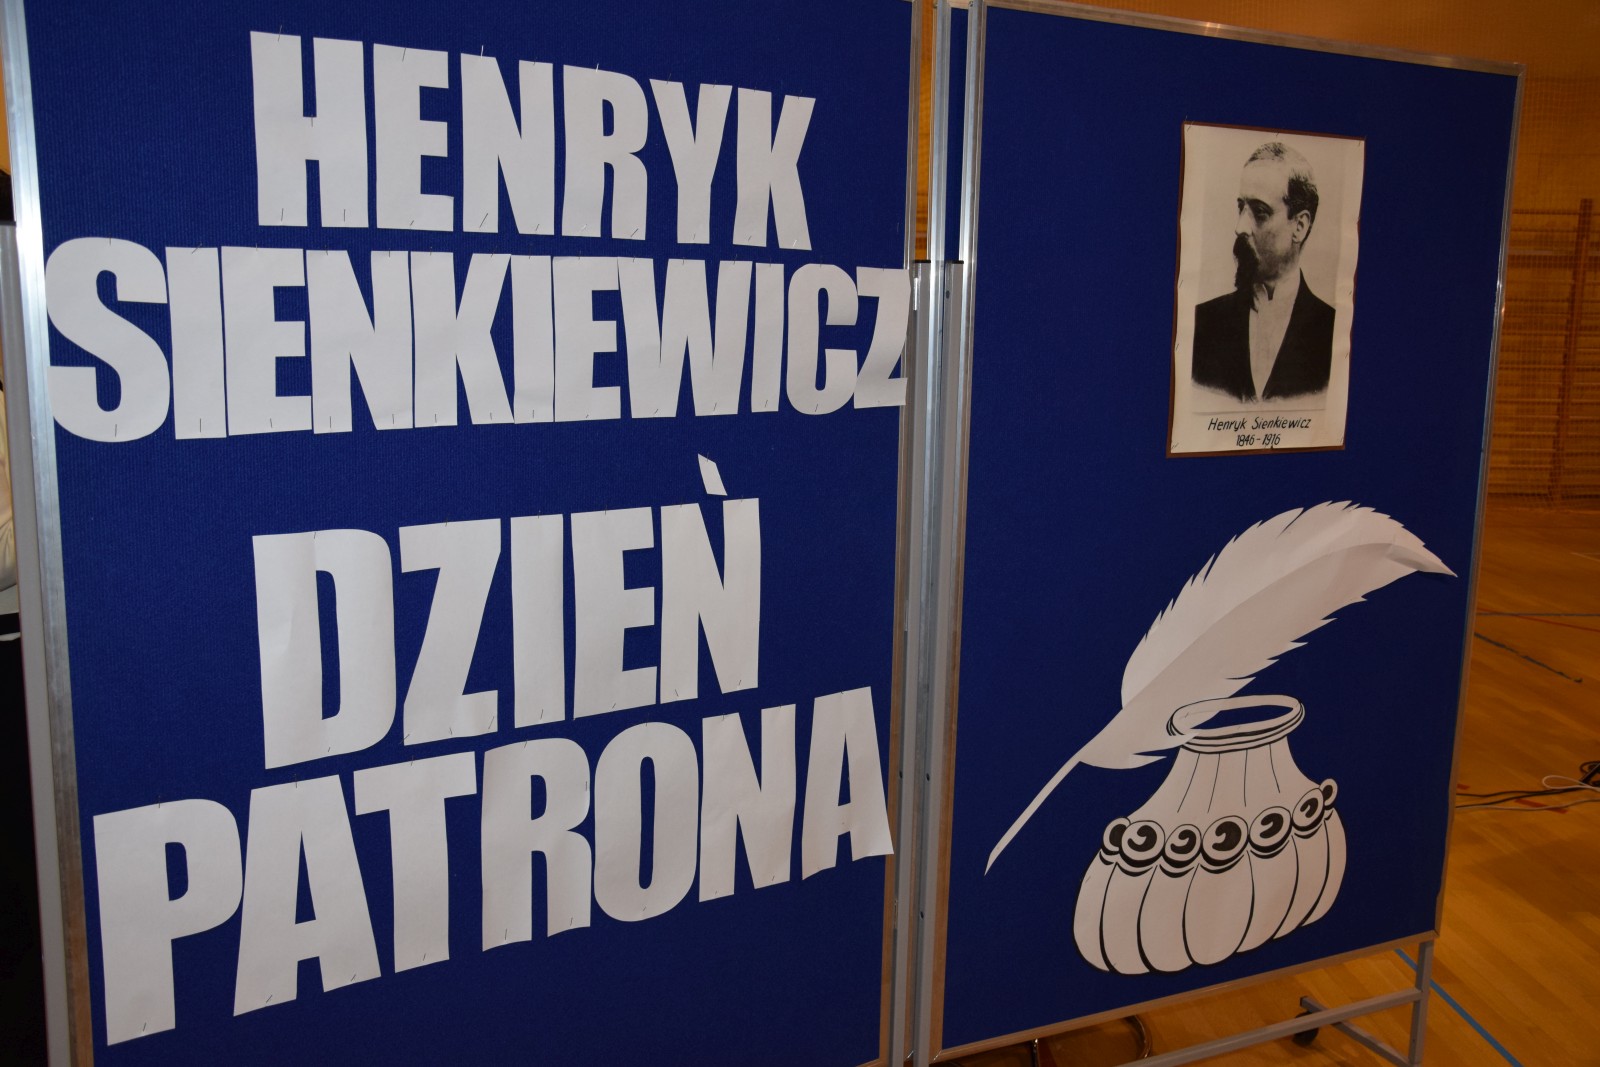 HENRYK
SIENKIEWICZ
DZIEŃ
PATRONA
Henryk Sienkiewicz
1846-1916